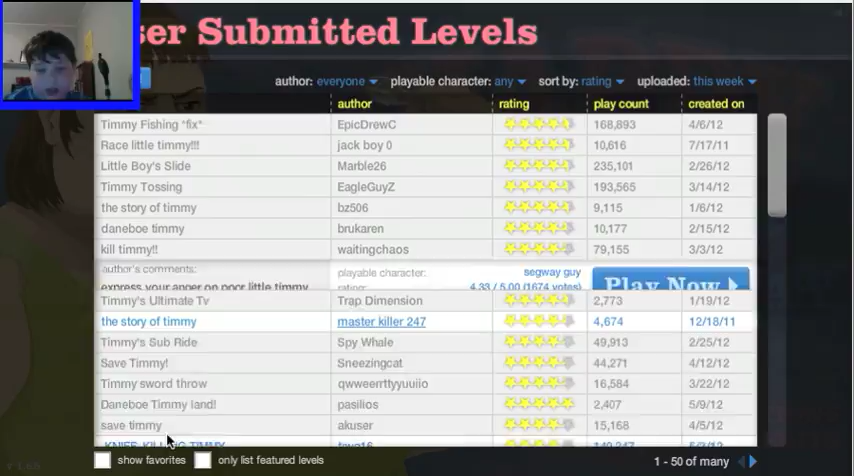 ser Submitted Levels
author: everyone playable character: any sort by: rating uploaded: this week
author rating play count created on
Timmy Fishing *fix* EpicDrewC 168,893 4/6/12
Race little timmy!!! jack boy 0 10,616 7/17/11
Little Boy's Slide Marble26 235,101 2/26/12
Timmy Tossing EagleGuyZ 193,565 3/14/12
the story of timmy bz506 9,115 1/6/12
daneboe timmy brukaren 10,177 2/15/12
kill timmy!! waitingchaos 79,155 3/3/12
author's comments: playable character: segway guy
express your anger on poor little timmy rating: 4.33 / 5.00 (1674 votes) Play Now
Timmy's Ultimate Tv Trap Dimension 2,773 1/19/12
the story of timmy master killer 247 4,674 12/18/11
Timmy's Sub Ride Spy Whale 49,913 2/25/12
Save Timmy! Sneezingcat 44,271 4/12/12
Timmy sword throw qwweerrttyyuuiio 16,584 3/22/12
Daneboe Timmy land! pasilios 2,407 5/9/12
save timmy akuser 15,168 4/5/12
KNIFE KILLING TIMMY
show favorites only list featured levels 1 - 50 of many